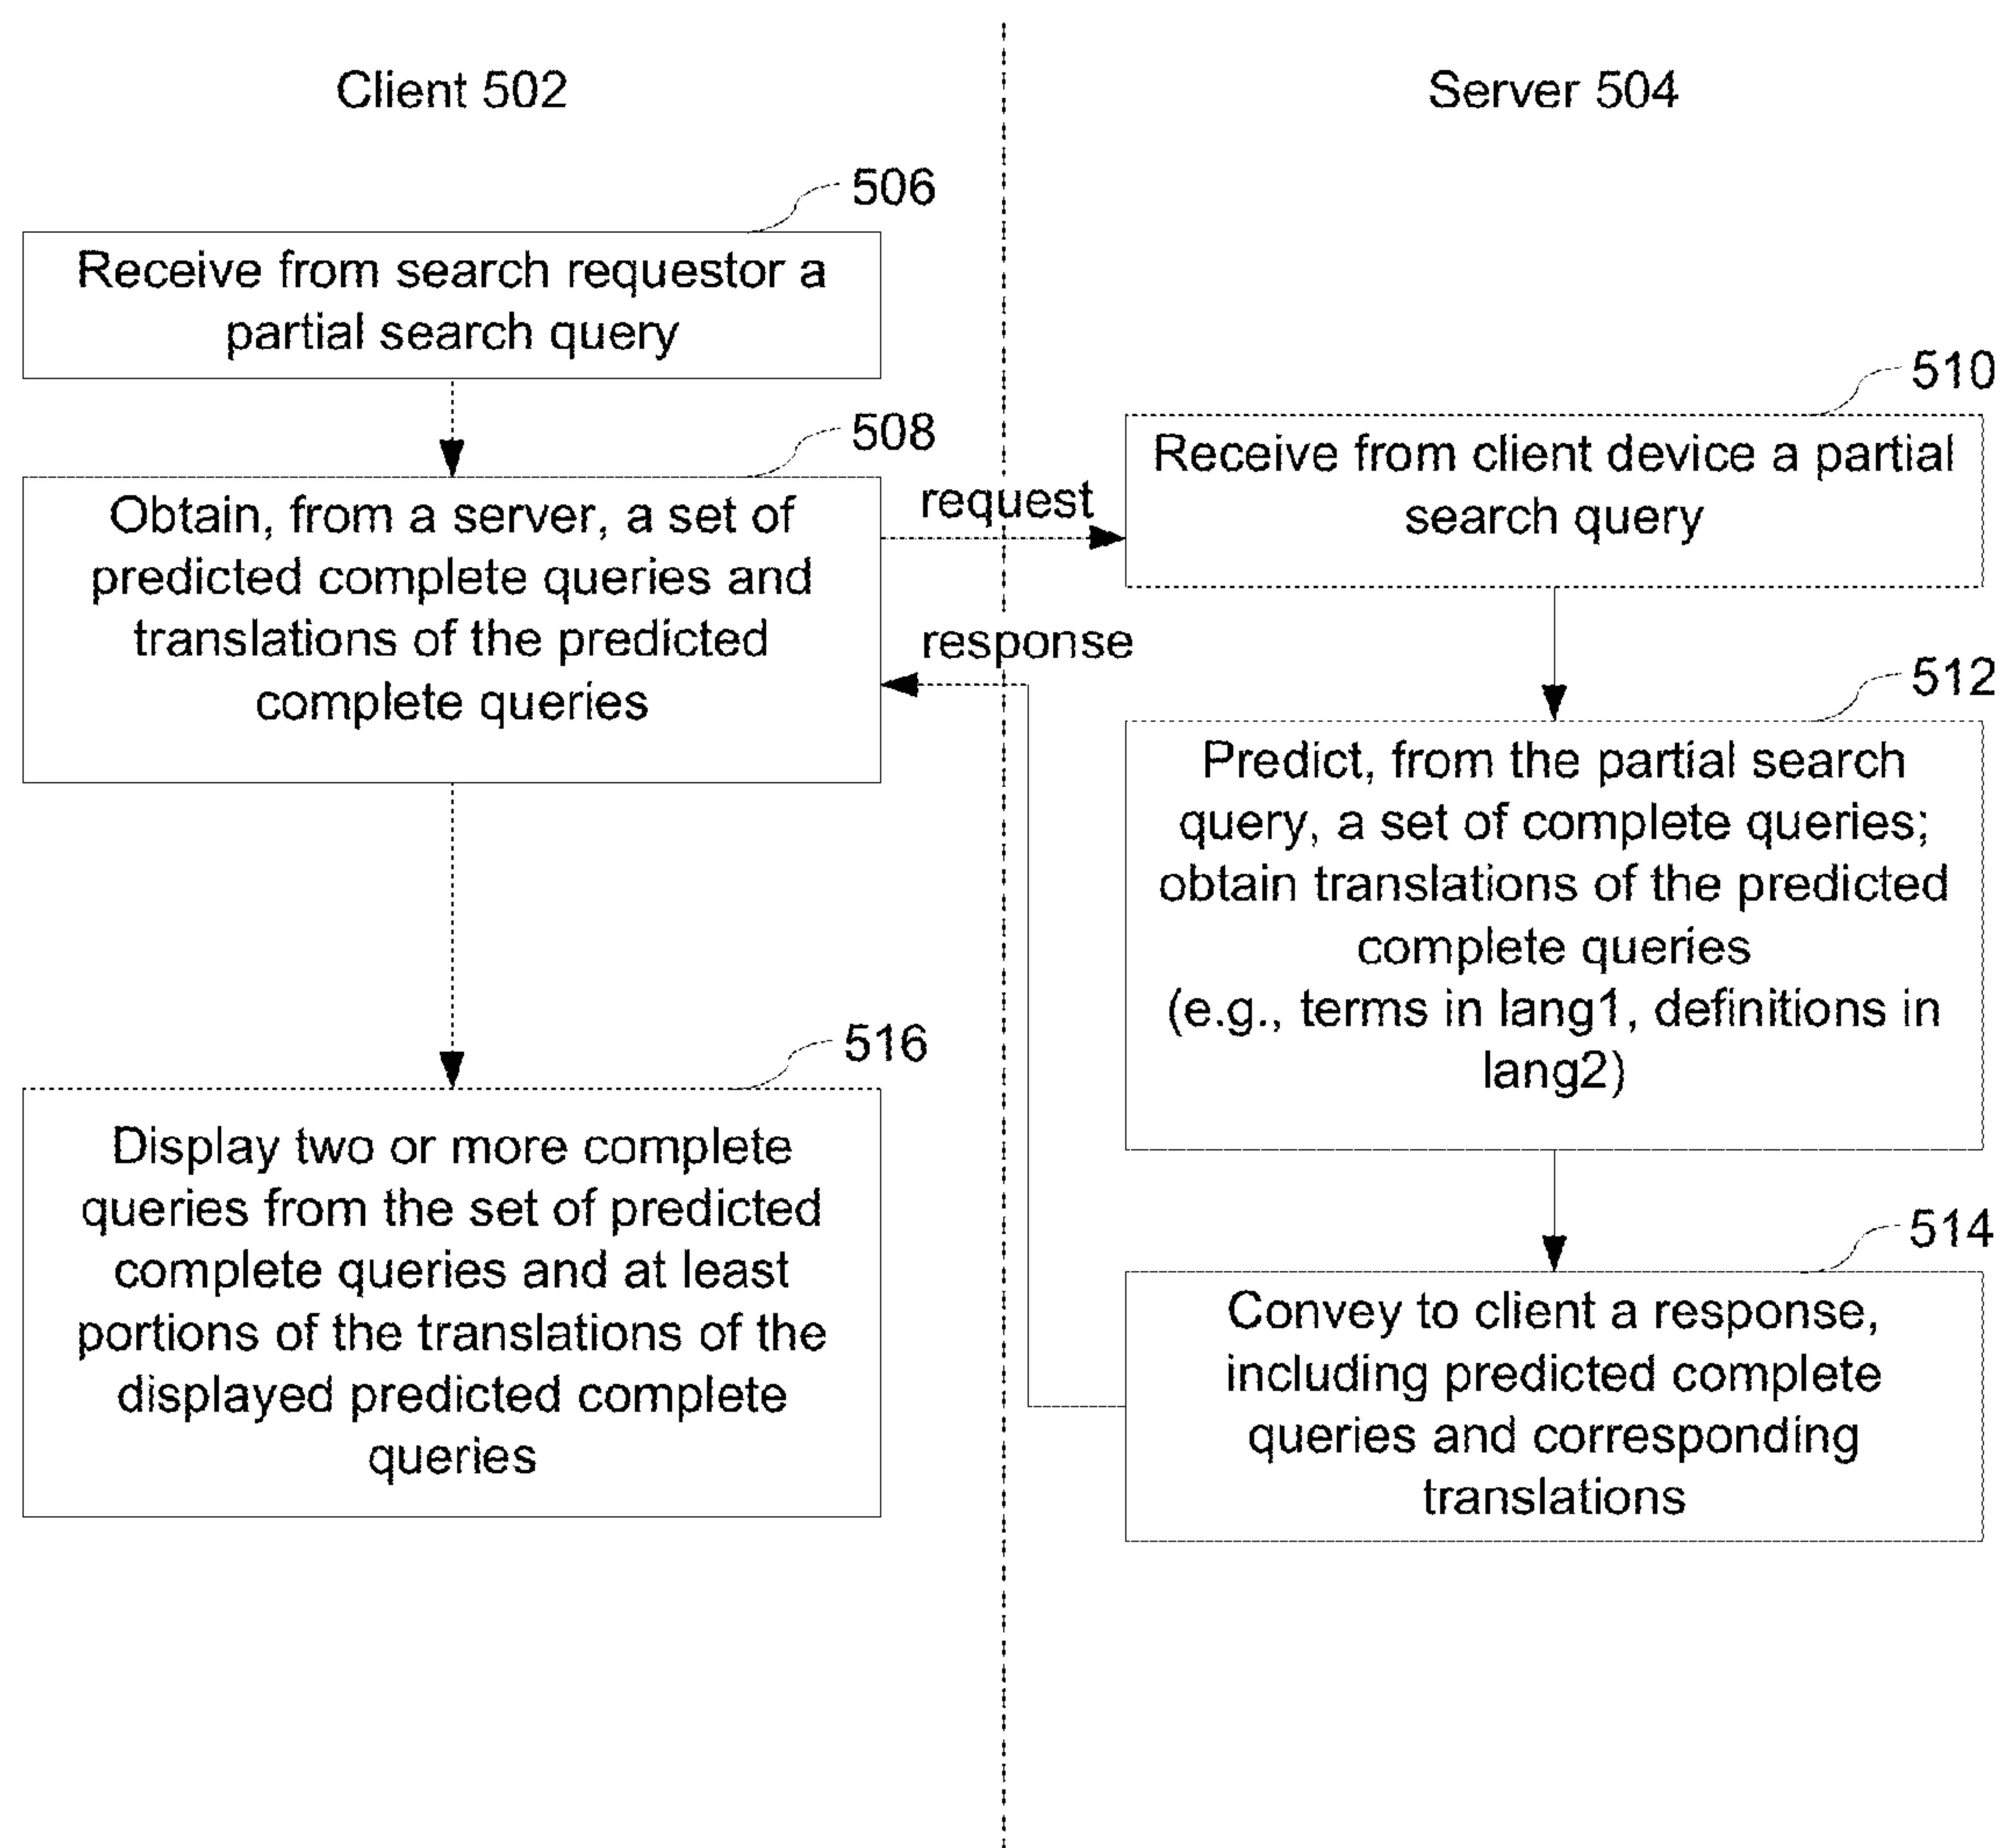 Client 502
Server 504
506
Receive from search requestor a
partial search query
508
Obtain, from a server, a set of
predicted complete queries and
translations of the predicted
complete queries
request
response
510
Receive from client device a partial
search query
512
Predict, from the partial search
query, a set of complete queries;
obtain translations of the predicted
complete queries
(e.g., terms in lang1, definitions in
lang2)
514
Convey to client a response,
including predicted complete
queries and corresponding
translations
516
Display two or more complete
queries from the set of predicted
complete queries and at least
portions of the translations of the
displayed predicted complete
queries